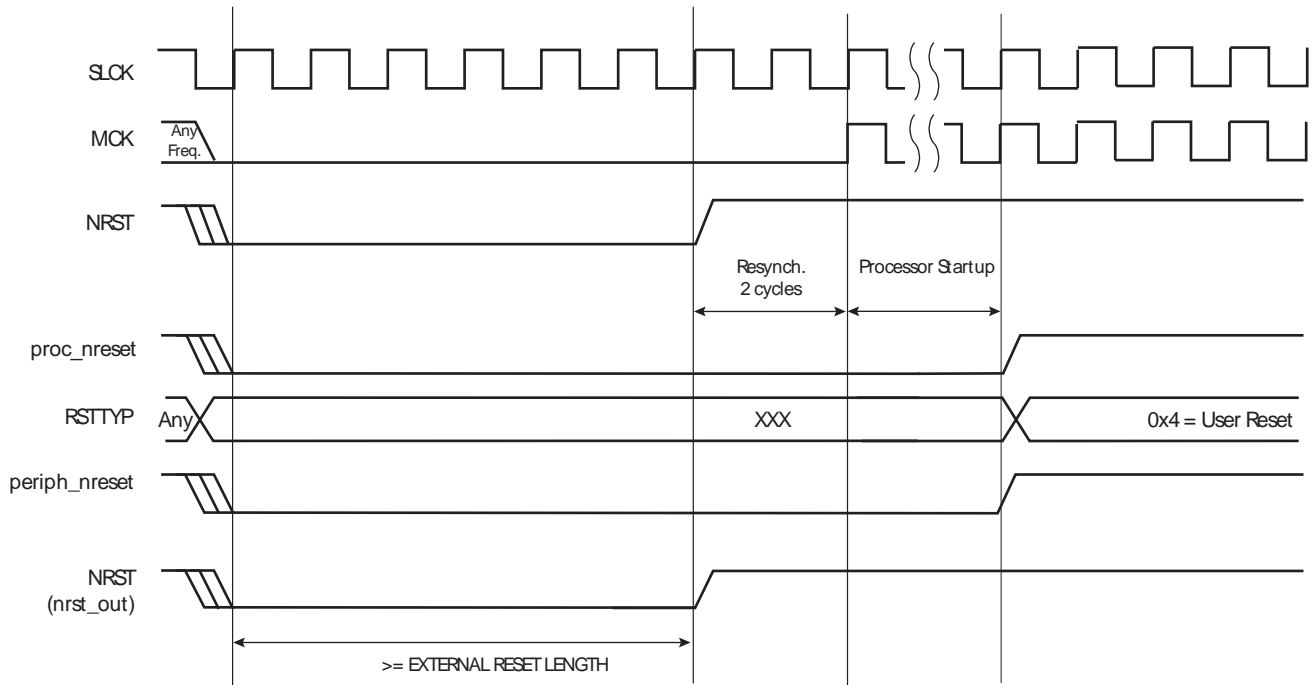 SLCK
MCK
Any
Freq.
NRST
Resynch.
2 cycles
Processor Startup
proc_nreset
RSTTYP
Any
XXX
0x4 = User Reset
periph_nreset
NRST
(nrst_out)
>= EXTERNAL RESET LENGTH